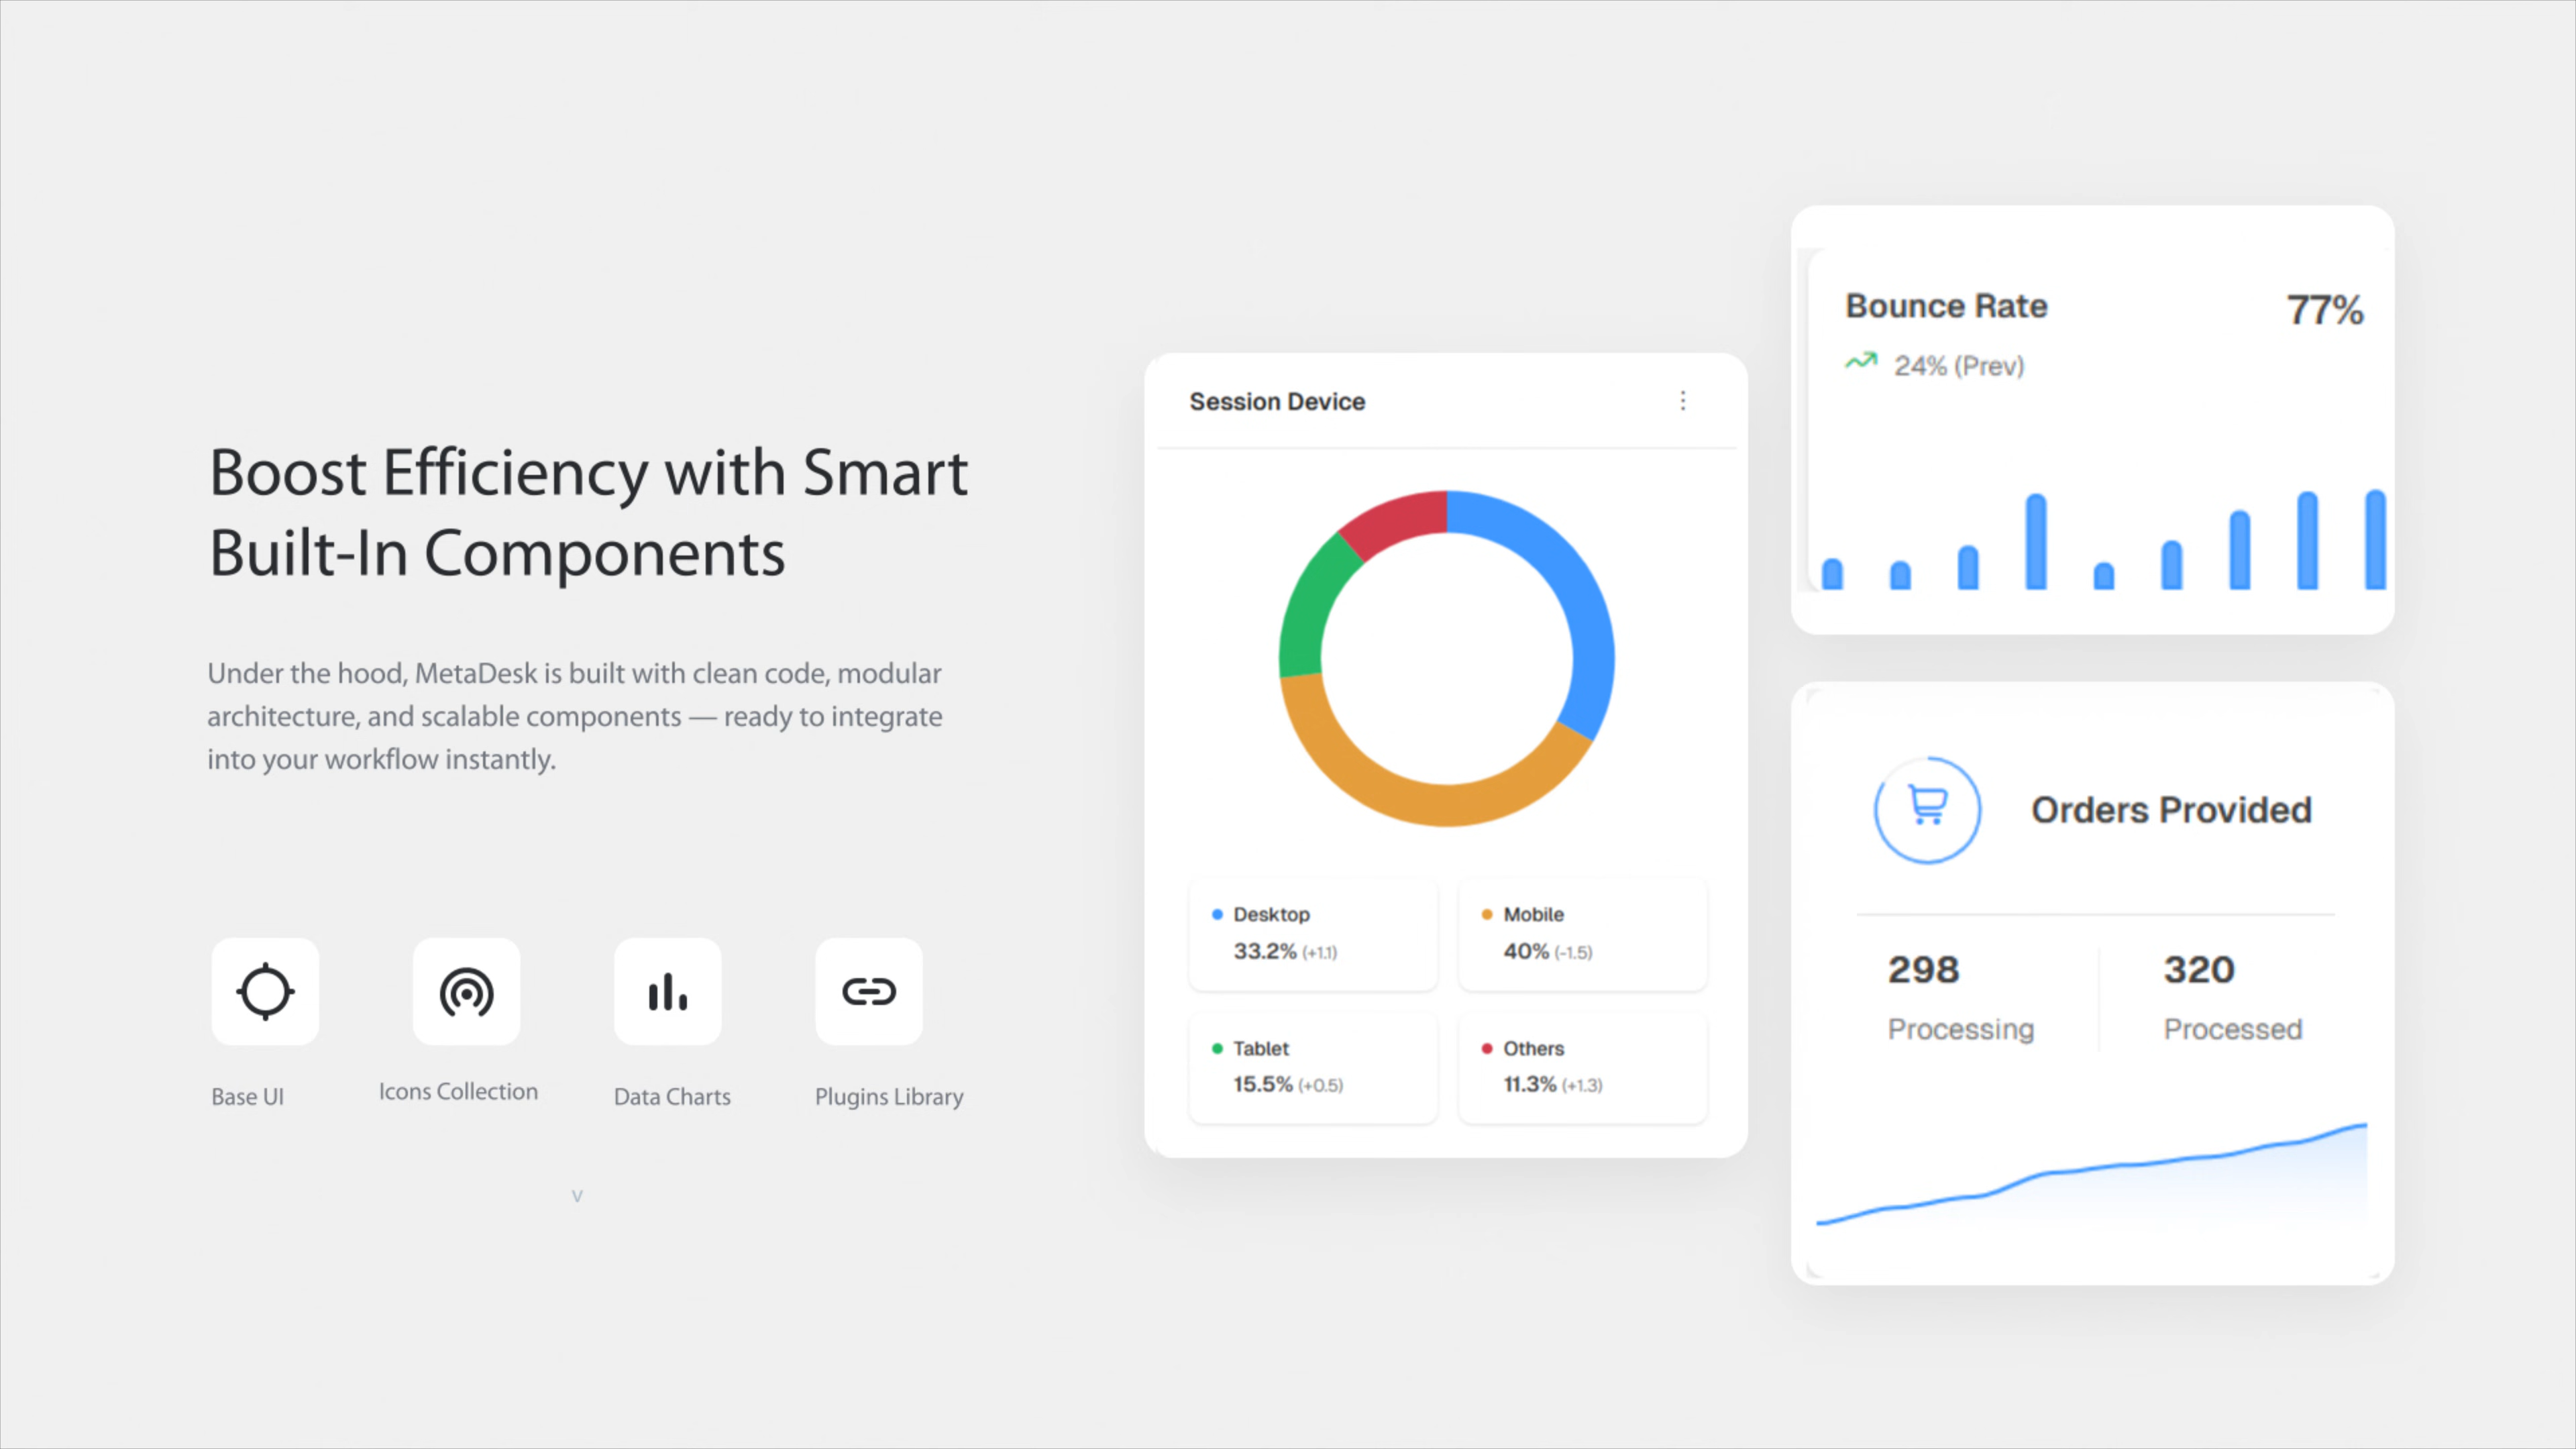 Boost Efficiency with Smart
Built-In Components
Under the hood, MetaDesk is built with clean code, modular
architecture, and scalable components — ready to integrate
into your workflow instantly.
Base UI
Icons Collection
Data Charts
Plugins Library
v
Session Device
Desktop
33.2% (+1.1)
Mobile
40% (-1.5)
Tablet
15.5% (+0.5)
Others
11.3% (+1.3)
Bounce Rate
77%
24% (Prev)
Orders Provided
298
Processing
320
Processed